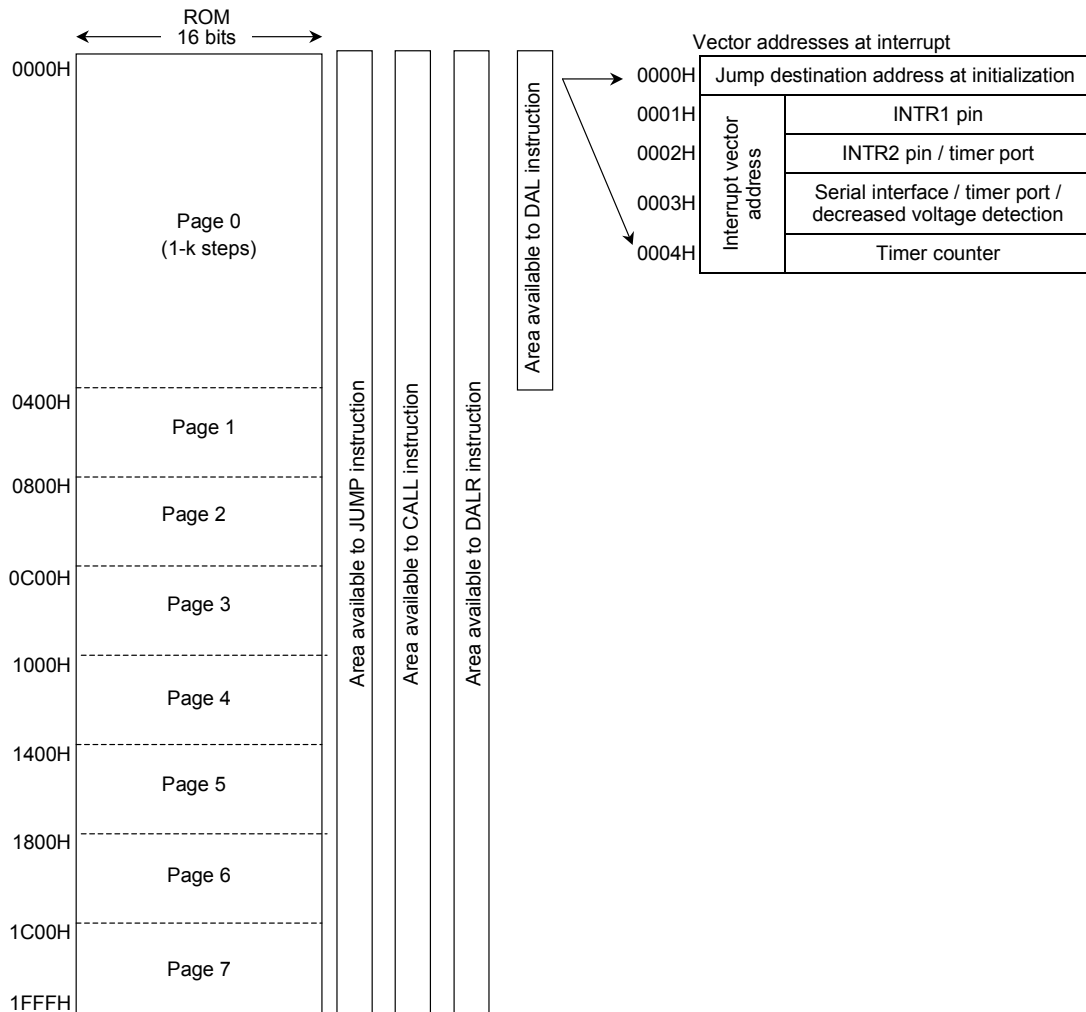 ROM
16 bits
0000H
Page 0
(1-k steps)
0400H
Page 1
0800H
Page 2
0C00H
Page 3
1000H
Page 4
1400H
Page 5
1800H
Page 6
1C00H
Page 7
1FFFH
Area available to JUMP instruction
Area available to CALL instruction
Area available to DALR instruction
Area available to DAL instruction
Vector addresses at interrupt
0000H
Jump destination address at initialization
0001H
INTR1 pin
0002H
INTR2 pin / timer port
0003H
Serial interface / timer port /
decreased voltage detection
0004H
Timer counter
Interrupt vector
address